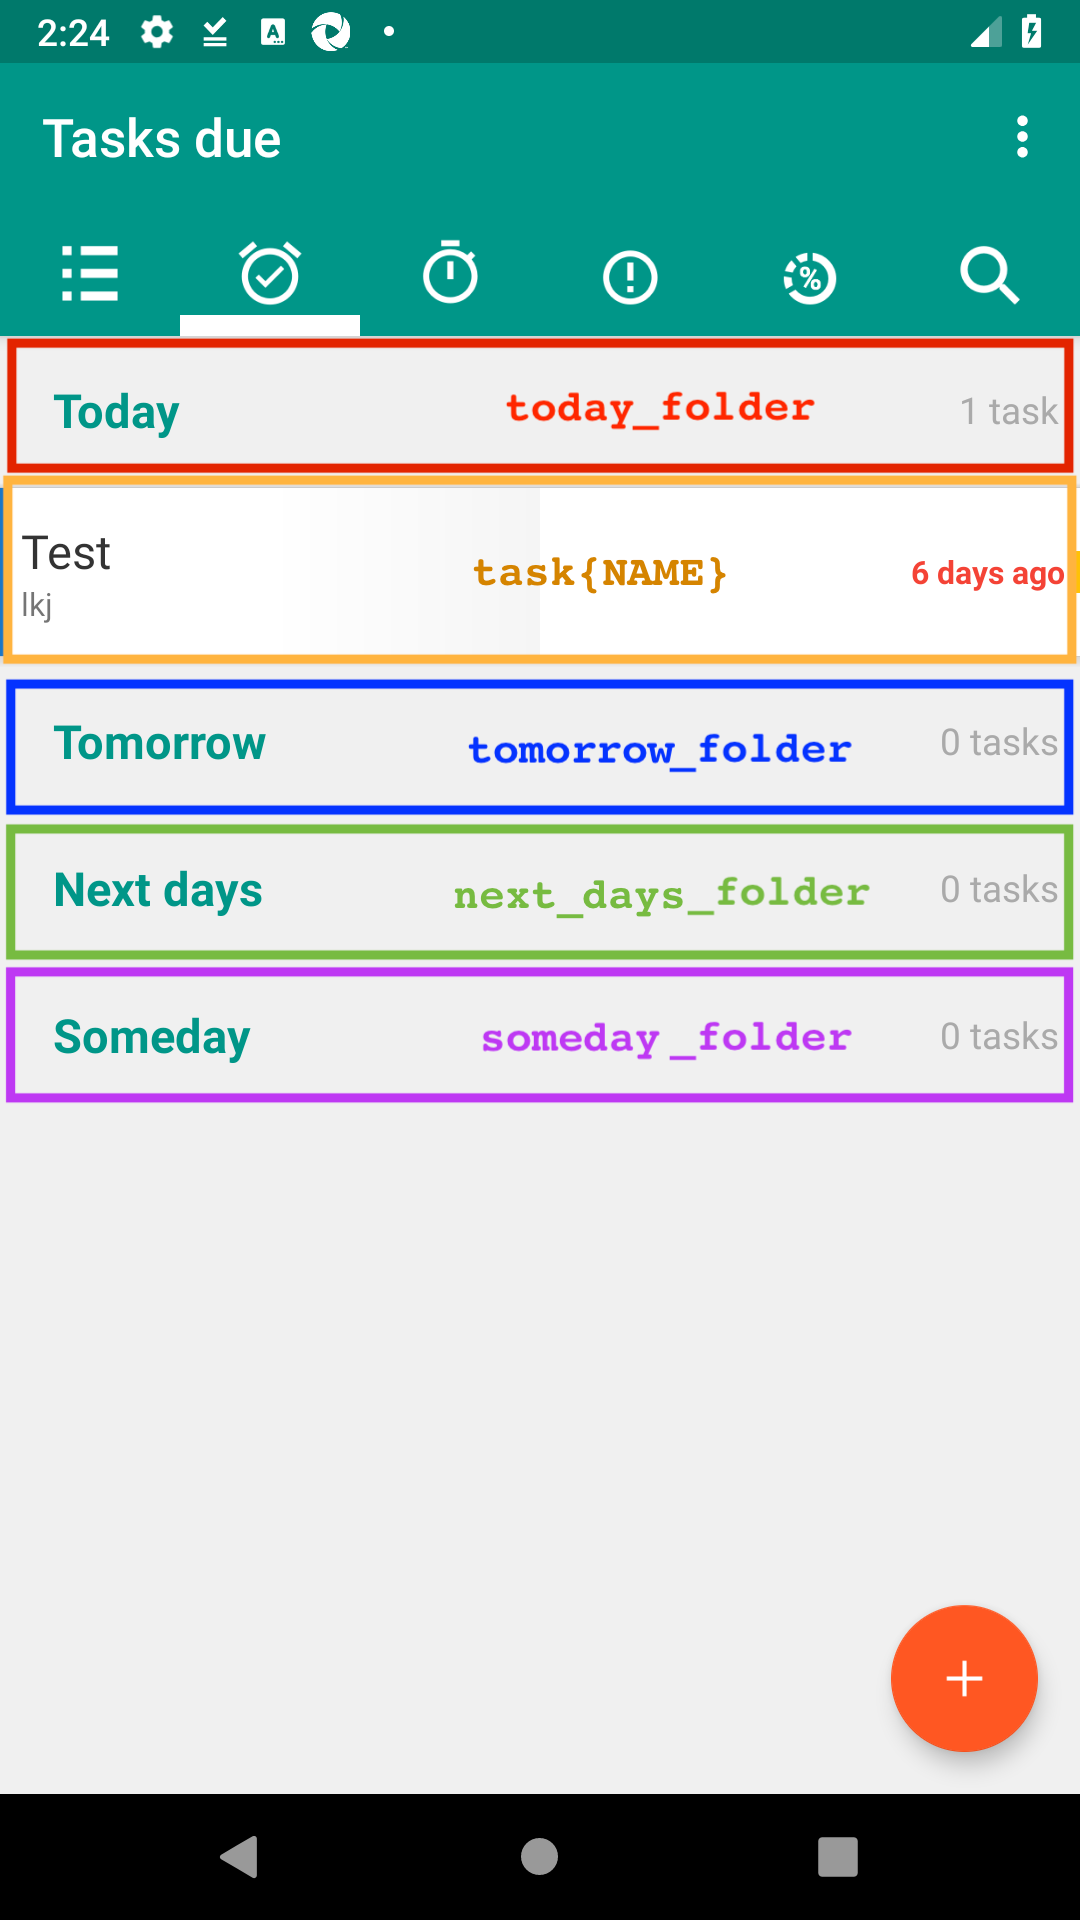 2:24
Tasks due
Today today_folder 1 task
Test
lkj
task{NAME} 6 days ago
Tomorrow tomorrow_folder 0 tasks
Next days next_days_folder 0 tasks
Someday someday_folder 0 tasks